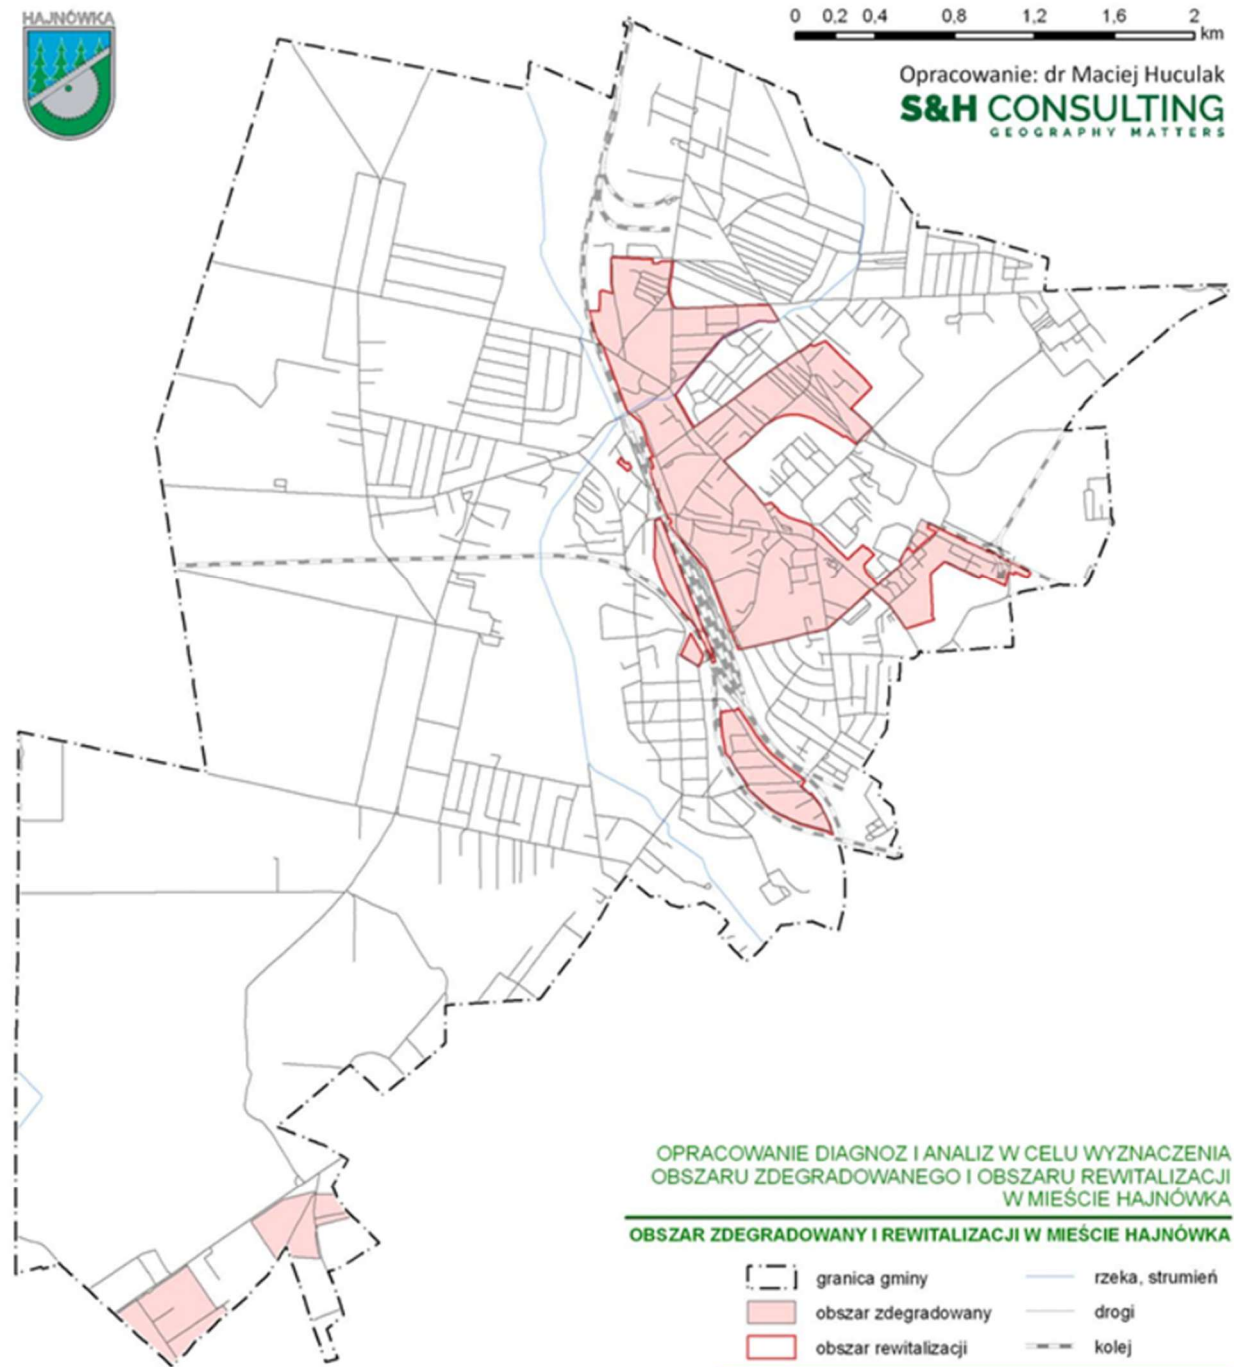 HAJNÓWKA
0 0,2 0,4 0,8 1,2 1,6 2
km
Opracowanie: dr Maciej Huculak
S&H CONSULTING
GEOGRAPHY MATTERS
OPRACOWANIE DIAGNOZ I ANALIZ W CELU WYZNACZENIA
OBSZARU ZDEGRADOWANEGO I OBSZARU REWITALIZACJI
W MIEŚCIE HAJNÓWKA
OBSZAR ZDEGRADOWANY I REWITALIZACJI W MIEŚCIE HAJNÓWKA
granica gminy
rzeka, strumień
obszar zdegradowany
drogi
obszar rewitalizacji
kolej